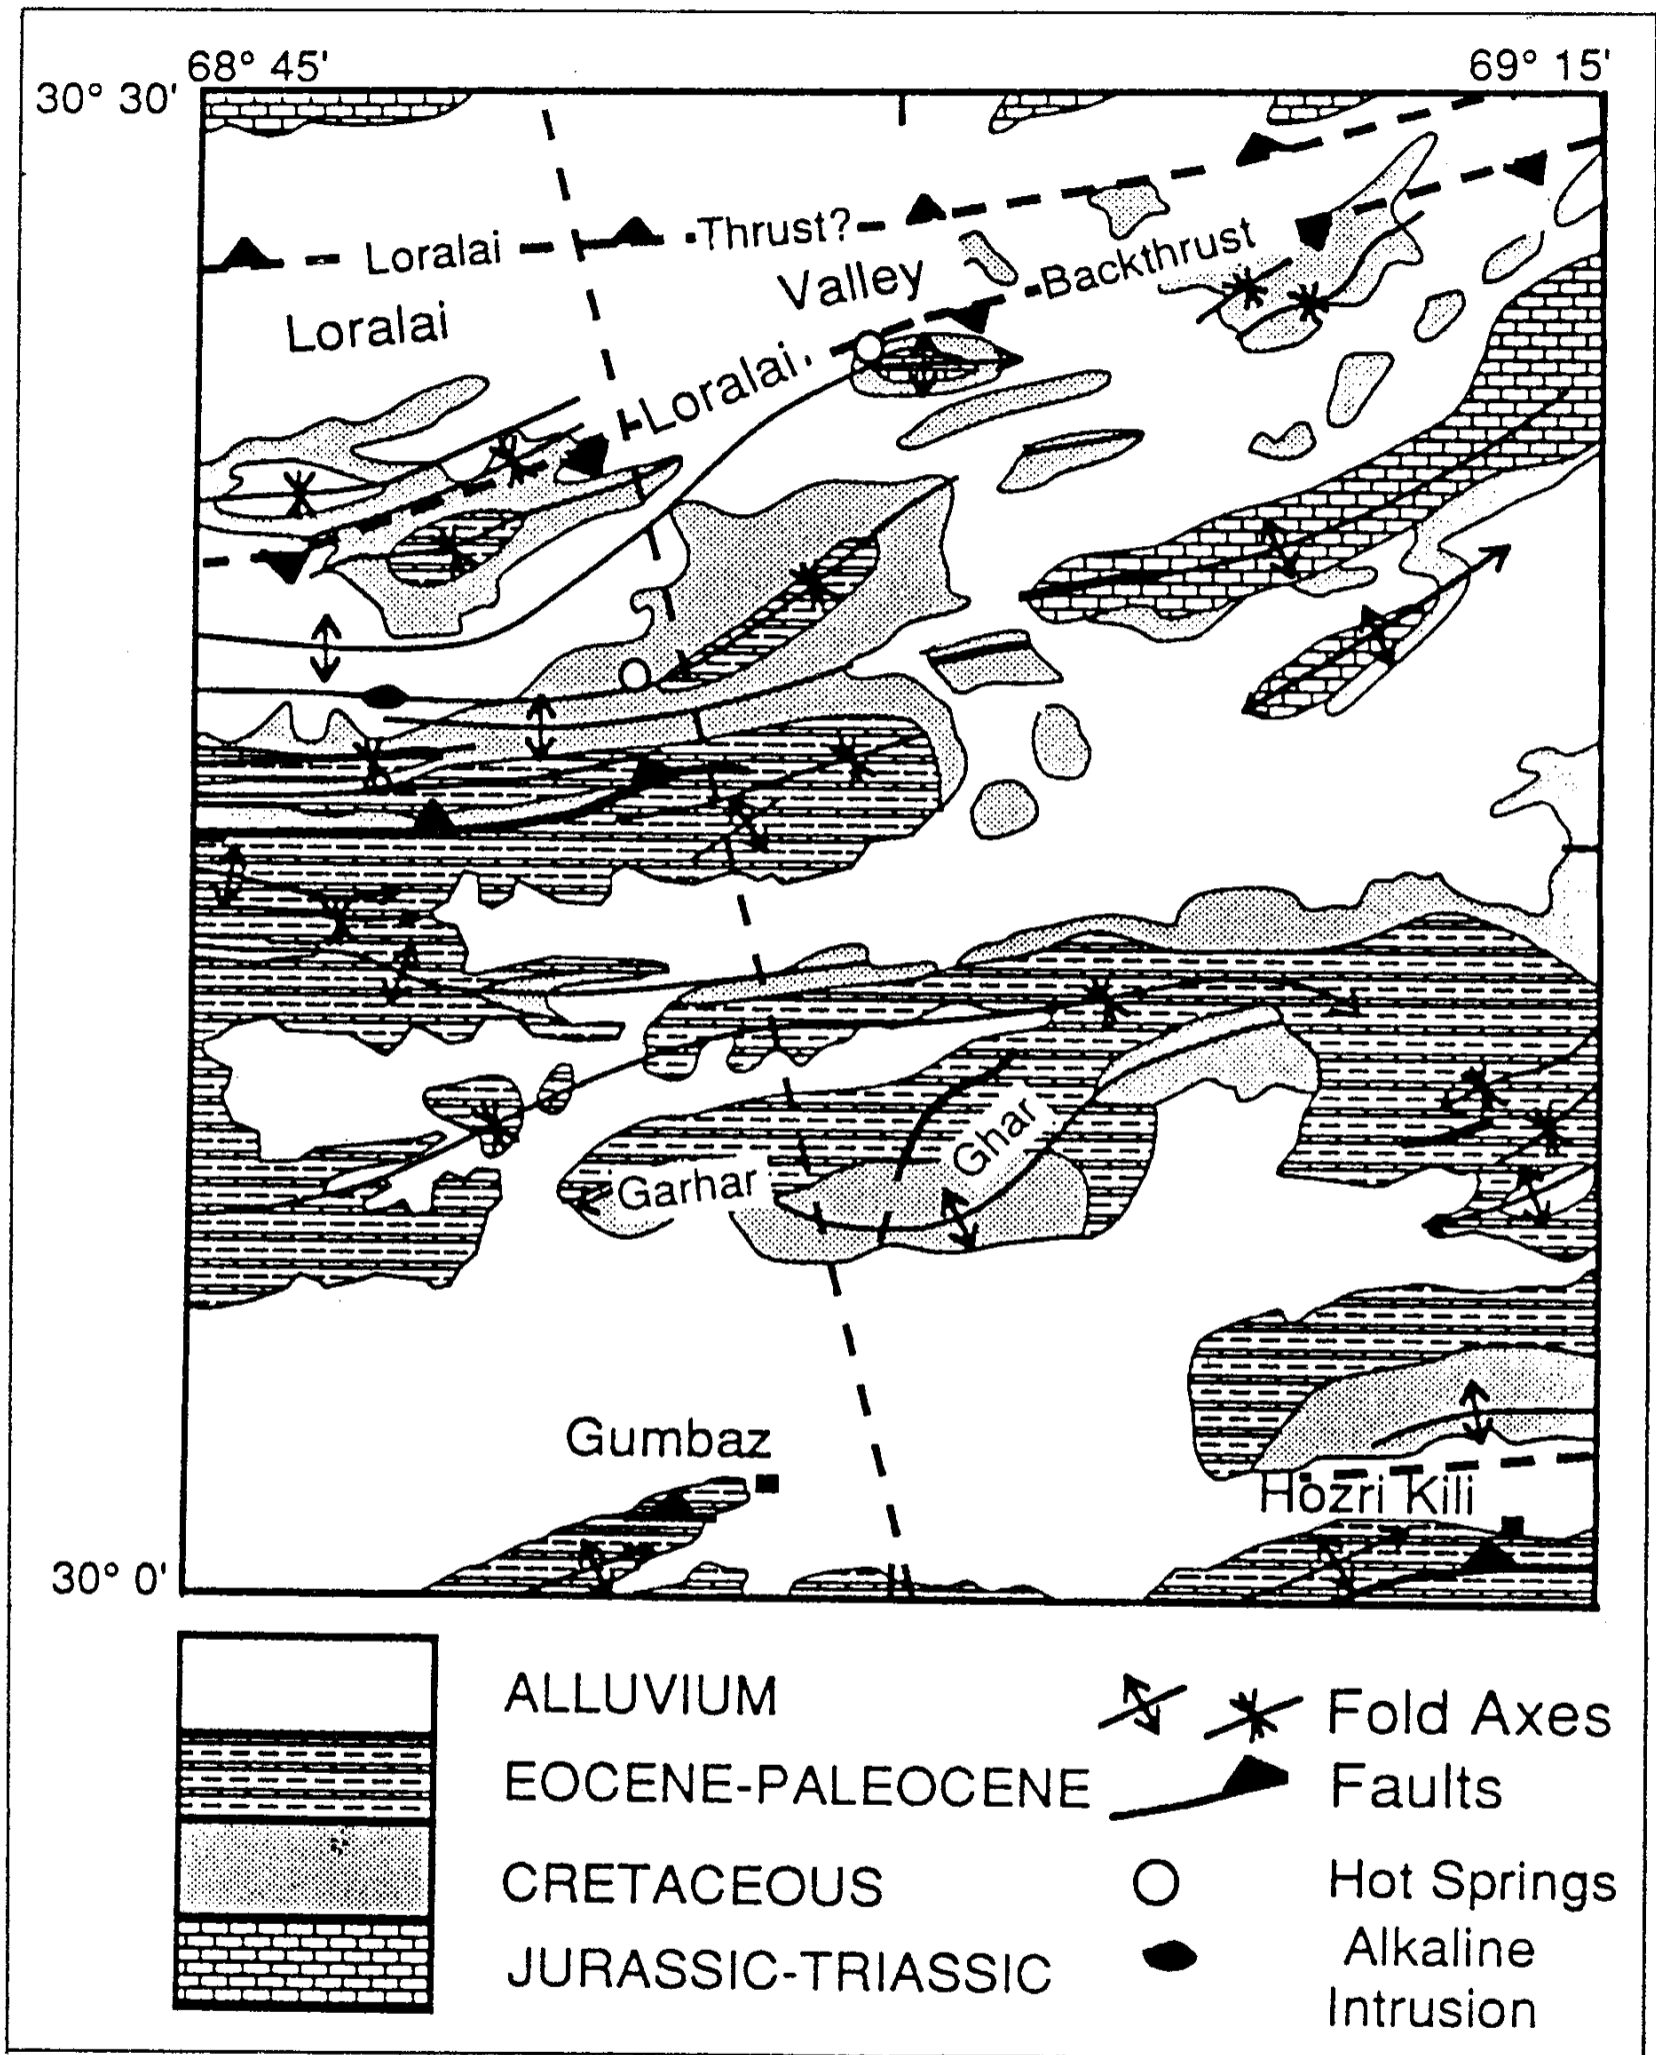 68° 45'
69° 15'
30° 30'
Loralai
Thrust?
Valley
Backthrust
Loralai
Loralai
Ghar
Garhar
Gumbaz
Hozri Kili
30° 0'
ALLUVIUM
Fold Axes
EOCENE-PALEOCENE
Faults
CRETACEOUS
Hot Springs
JURASSIC-TRIASSIC
Alkaline
Intrusion